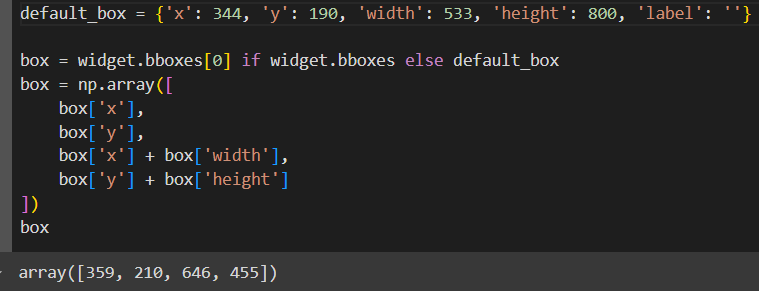 default_box = {'x': 344, 'y': 190, 'width': 533, 'height': 800, 'label': ''}

box = widget.bboxes[0] if widget.bboxes else default_box
box = np.array([
    box['x'],
    box['y'],
    box['x'] + box['width'],
    box['y'] + box['height']
])
box
array([359, 210, 646, 455])